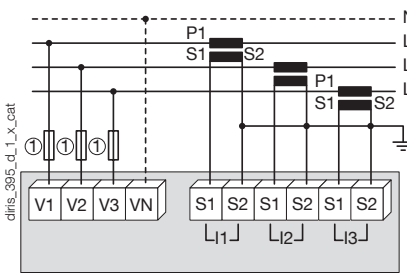 N
P1
L
S1 S2
L
P1
L
S1 S2
① ① ①
diris_395_d_1_x_cat
V1 V2 V3 VN S1 S2 S1 S2 S1 S2
I1 I2 I3